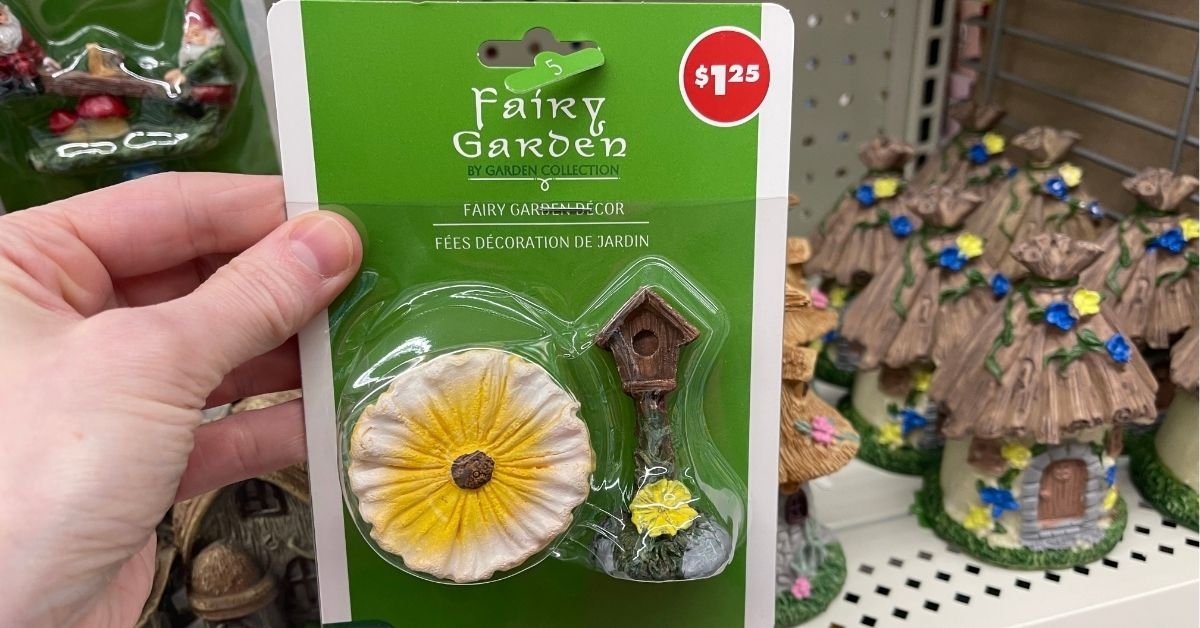 5
$1.25
Fairy
Garden
BY GARDEN COLLECTION
FAIRY GARDEN DÉCOR
FÉES DÉCORATION DE JARDIN